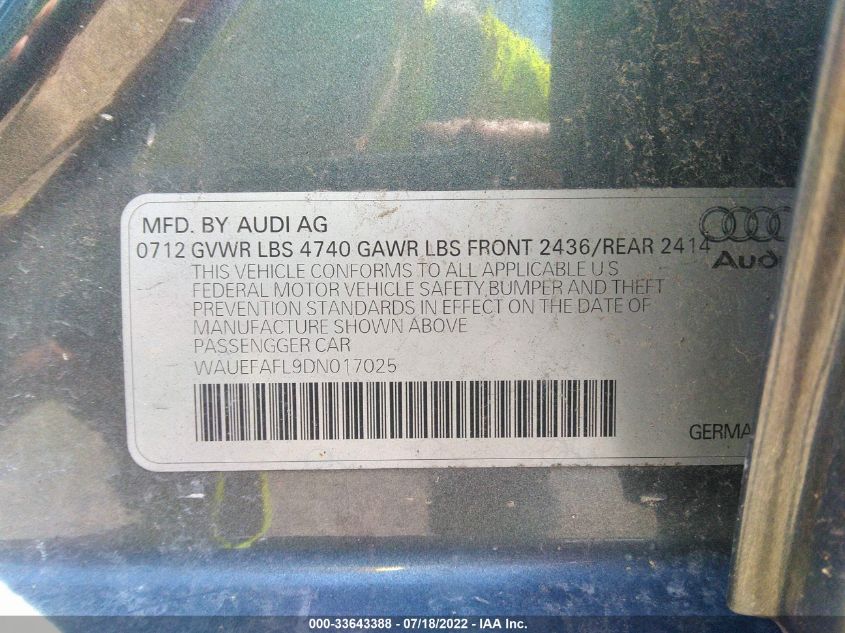 MFD. BY AUDI AG
0712 GVWR LBS 4740 GAWR LBS FRONT 2436/REAR 2414
Audi
THIS VEHICLE CONFORMS TO ALL APPLICABLE U S
FEDERAL MOTOR VEHICLE SAFETY,BUMPER AND THEFT
PREVENTION STANDARDS IN EFFECT ON THE DATE OF
MANUFACTURE SHOWN ABOVE
PASSENGGER CAR
WAUEFAFL9DN017025
GERMA
000-33643388 - 07/18/2022 - IAA Inc.